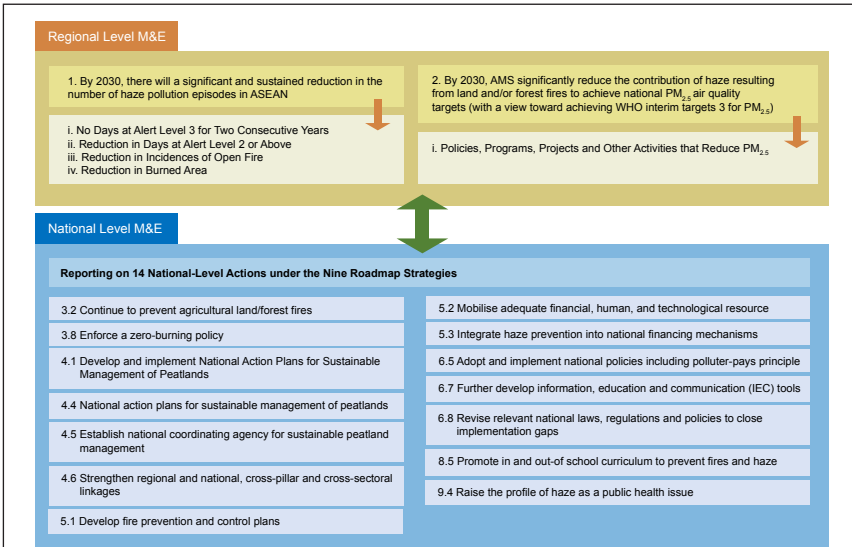 Regional Level M&E
1. By 2030, there will a significant and sustained reduction in the
number of haze pollution episodes in ASEAN
i. No Days at Alert Level 3 for Two Consecutive Years
ii. Reduction in Days at Alert Level 2 or Above
iii. Reduction in Incidences of Open Fire
iv. Reduction in Burned Area
2. By 2030, AMS significantly reduce the contribution of haze resulting
from land and/or forest fires to achieve national PM2.5 air quality
targets (with a view toward achieving WHO interim targets 3 for PM2.5)
i. Policies, Programs, Projects and Other Activities that Reduce PM2.5
National Level M&E
Reporting on 14 National-Level Actions under the Nine Roadmap Strategies
3.2 Continue to prevent agricultural land/forest fires
3.8 Enforce a zero-burning policy
4.1 Develop and implement National Action Plans for Sustainable
Management of Peatlands
4.4 National action plans for sustainable management of peatlands
4.5 Establish national coordinating agency for sustainable peatland
management
4.6 Strengthen regional and national, cross-pillar and cross-sectoral
linkages
5.1 Develop fire prevention and control plans
5.2 Mobilise adequate financial, human, and technological resource
5.3 Integrate haze prevention into national financing mechanisms
6.5 Adopt and implement national policies including polluter-pays principle
6.7 Further develop information, education and communication (IEC) tools
6.8 Revise relevant national laws, regulations and policies to close
implementation gaps
8.5 Promote in and out-of school curriculum to prevent fires and haze
9.4 Raise the profile of haze as a public health issue